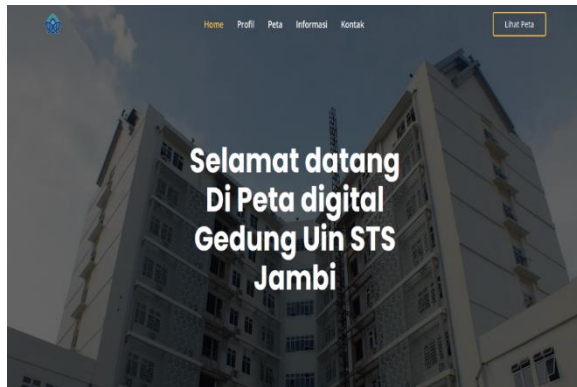 Home Profil Peta Informasi Kontak
Lihat Peta
Selamat datang
Di Peta digital
Gedung Uin STS
Jambi